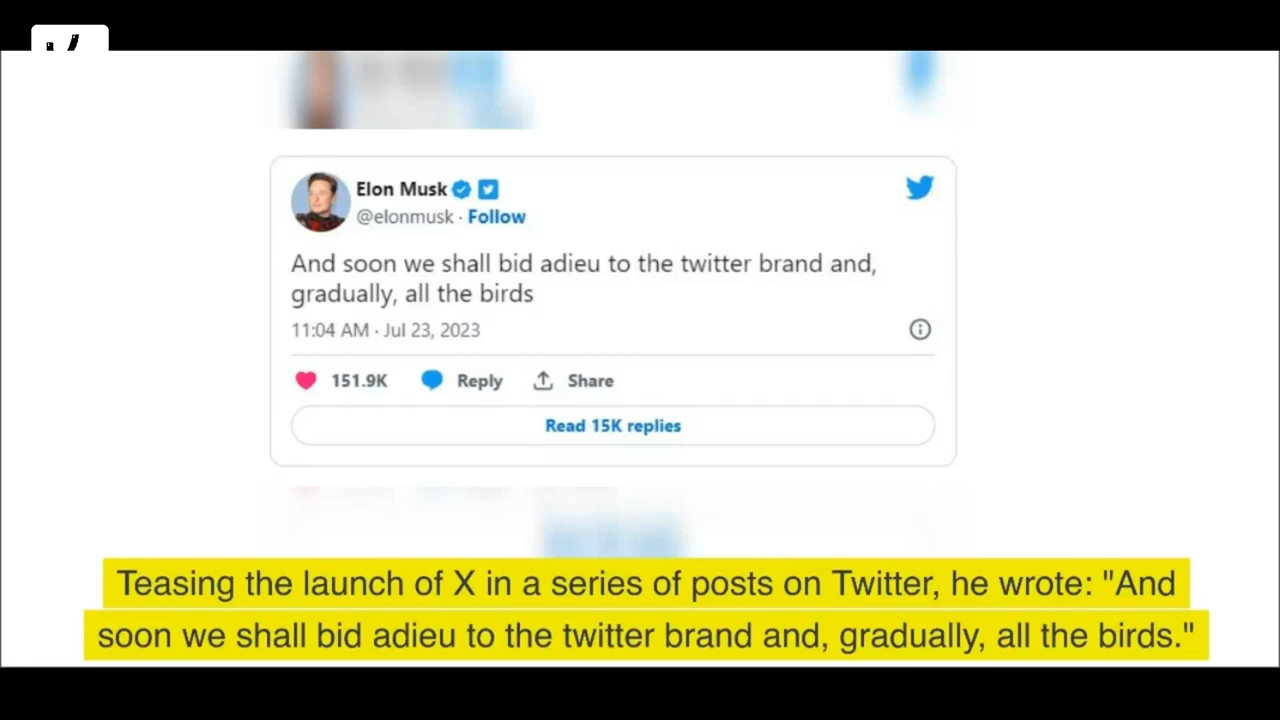 Elon Musk
@elonmusk · Follow
And soon we shall bid adieu to the twitter brand and,
gradually, all the birds
11:04 AM · Jul 23, 2023
151.9K Reply Share
Read 15K replies
Teasing the launch of X in a series of posts on Twitter, he wrote: "And
soon we shall bid adieu to the twitter brand and, gradually, all the birds."